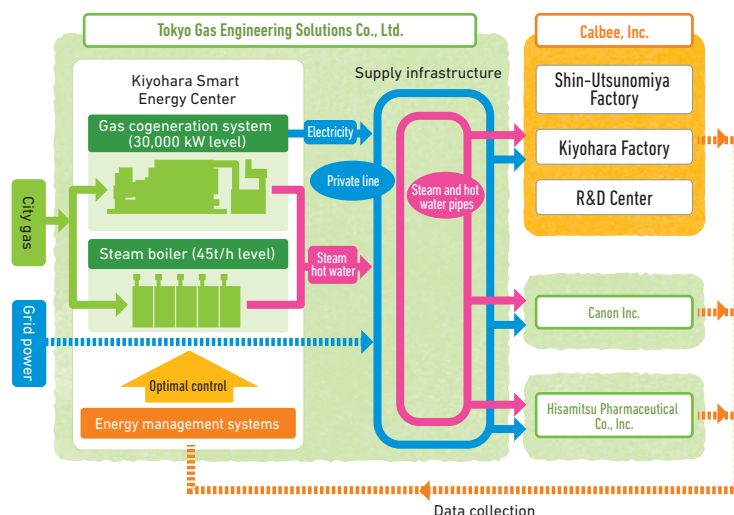 Tokyo Gas Engineering Solutions Co., Ltd.
Calbee, Inc.
Kiyohara Smart
Energy Center
Supply infrastructure
Shin-Utsunomiya
Factory
Gas cogeneration system
(30,000 kW level)
Electricity
Kiyohara Factory
Private line
Steam and hot
water pipes
R&D Center
City gas
Steam boiler (45t/h level)
Steam
hot water
Grid power
Canon Inc.
Optimal control
Energy management systems
Hisamitsu Pharmaceutical
Co., Inc.
Data collection